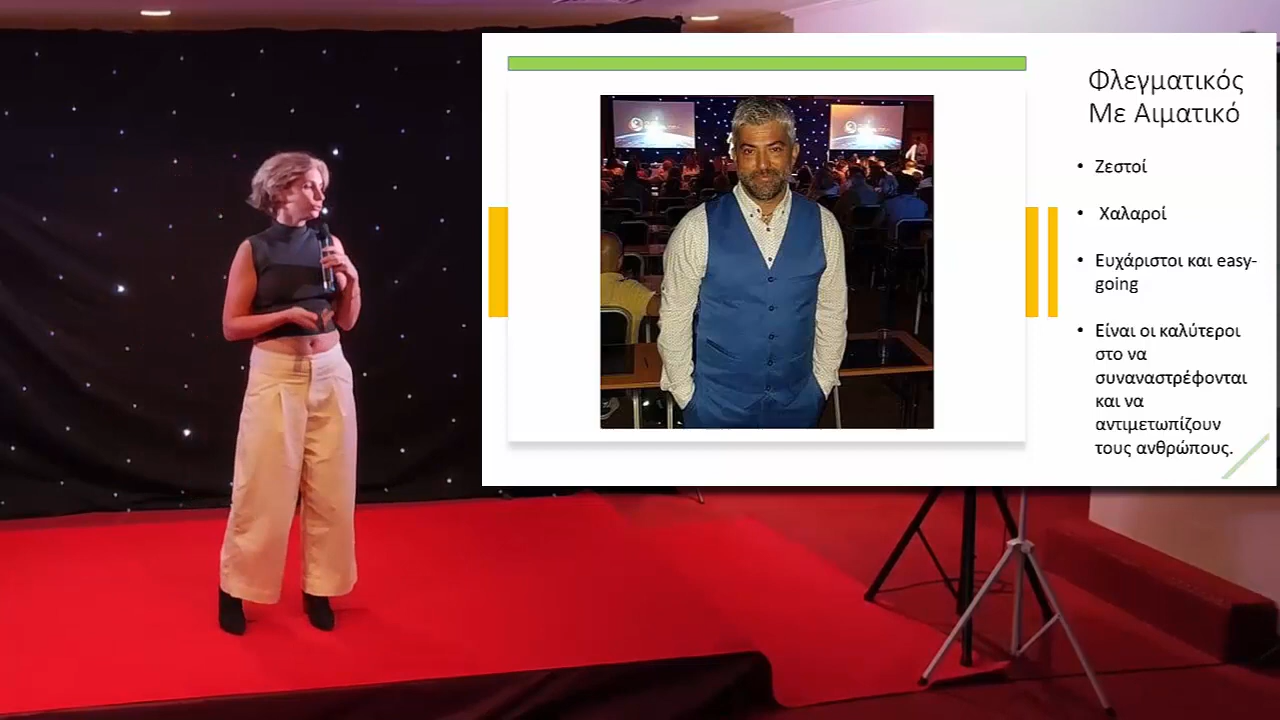 Φλεγματικός
Με Αιματικό
• Ζεστοί
• Χαλαροί
• Ευχάριστοι και easy-
going
• Είναι οι καλύτεροι
στο να
συναναστρέφονται
και να
αντιμετωπίζουν
τους ανθρώπους.